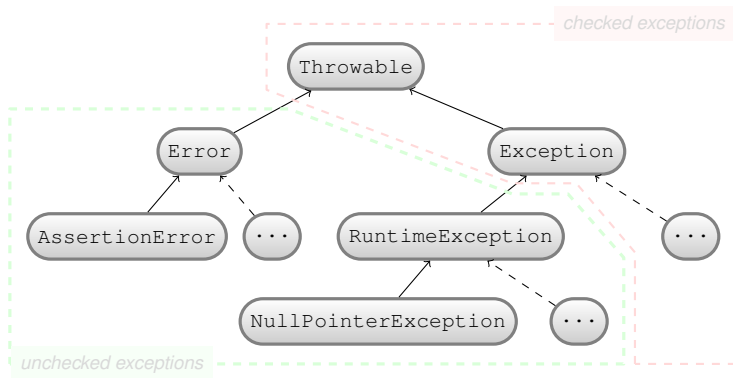 checked exceptions
Throwable
Error
Exception
AssertionError
...
RuntimeException
...
NullPointerException
...
unchecked exceptions